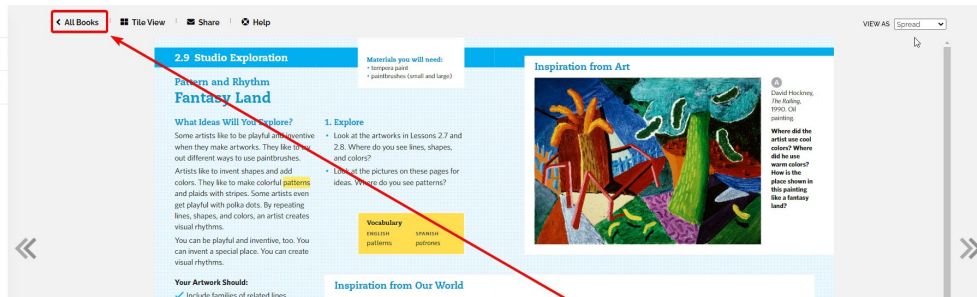 All Books
Tile View
Share
Help
VIEW AS Spread
2.9 Studio Exploration
Pattern and Rhythm
Fantasy Land
What Ideas Will You Explore?
Some artists like to be playful and inventive
when they make artworks. They like to try
out different ways to use paintbrushes.
Artists like to invent shapes and add
colors. They like to make colorful patterns
and plaids with stripes. Some artists even
get playful with polka dots. By repeating
lines, shapes, and colors, an artist creates
visual rhythms.
You can be playful and inventive, too. You
can invent a special place. You can create
visual rhythms.
Your Artwork Should:
✓ Include families of related lines
Materials you will need:
• tempera paint
• paintbrushes (small and large)
1. Explore
• Look at the artworks in Lessons 2.7 and
2.8. Where do you see lines, shapes,
and colors?
• Look at the pictures on these pages for
ideas. Where do you see patterns?
Vocabulary
ENGLISH SPANISH
patterns patrones
Inspiration from Our World
Inspiration from Art
A
David Hockney,
The Railing,
1990. Oil
painting.
Where did the
artist use cool
colors? Where
did he use
warm colors?
How is the
place shown in
this painting
like a fantasy
land?